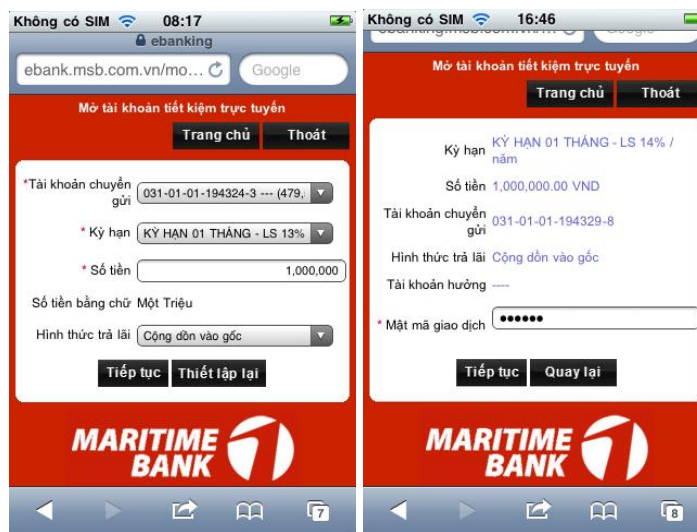 Không có SIM 08:17
ebanking
ebank.msb.com.vn/mo... Google
Mở tài khoản tiết kiệm trực tuyến
Trang chủ Thoát
*Tài khoản chuyển gửi 031-01-01-194324-3 --- (479,
* Kỳ hạn KỲ HẠN 01 THÁNG - LS 13%
* Số tiền 1,000,000
Số tiền bằng chữ Một Triệu
Hình thức trả lãi Cộng dồn vào gốc
Tiếp tục Thiết lập lại
MARITIME
BANK
7
Không có SIM 16:46
Mở tài khoản tiết kiệm trực tuyến
Trang chủ Thoát
Kỳ hạn KỲ HẠN 01 THÁNG - LS 14% /
năm
Số tiền 1,000,000.00 VND
Tài khoản chuyển
gửi 031-01-01-194329-8
Hình thức trả lãi Cộng dồn vào gốc
Tài khoản hưởng ----
* Mật mã giao dịch ••••••
Tiếp tục Quay lại
MARITIME
BANK
8